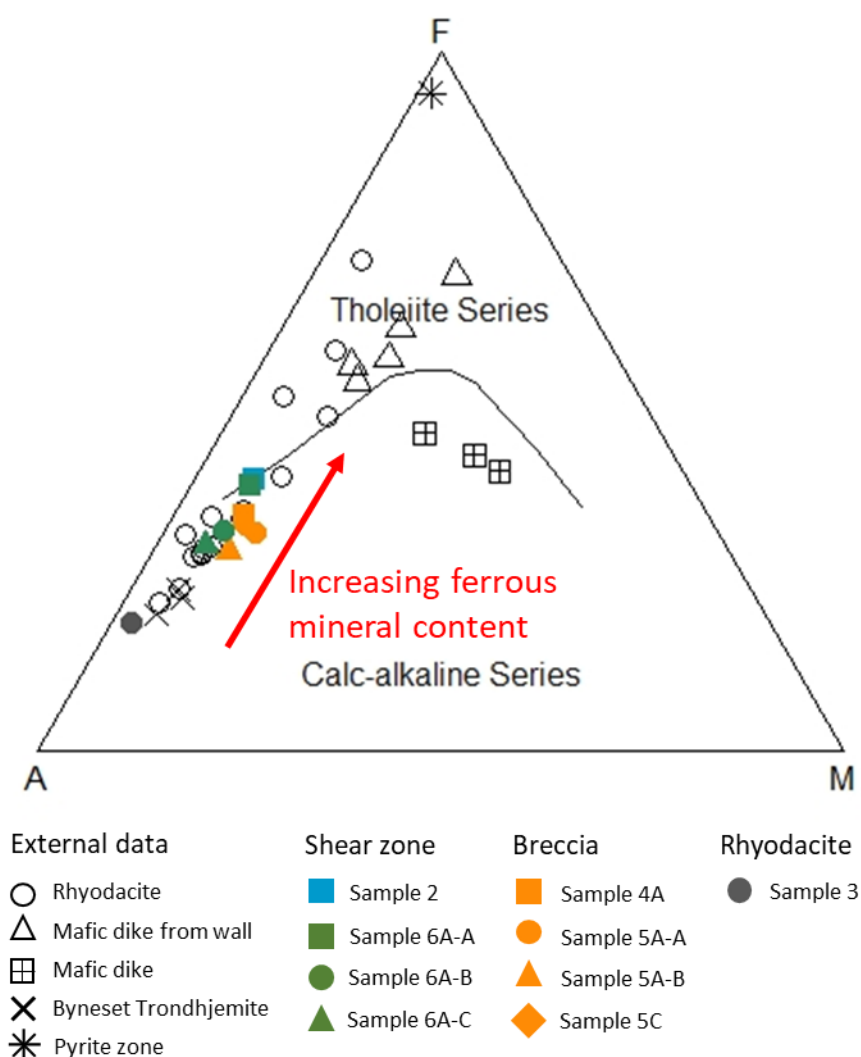 F
Tholeiite Series
Increasing ferrous
mineral content
Calc-alkaline Series
A
M
External data
Rhyodacite
Mafic dike from wall
Mafic dike
Byneset Trondhjemite
Pyrite zone
Shear zone
Sample 2
Sample 6A-A
Sample 6A-B
Sample 6A-C
Breccia
Sample 4A
Sample 5A-A
Sample 5A-B
Sample 5C
Rhyodacite
Sample 3